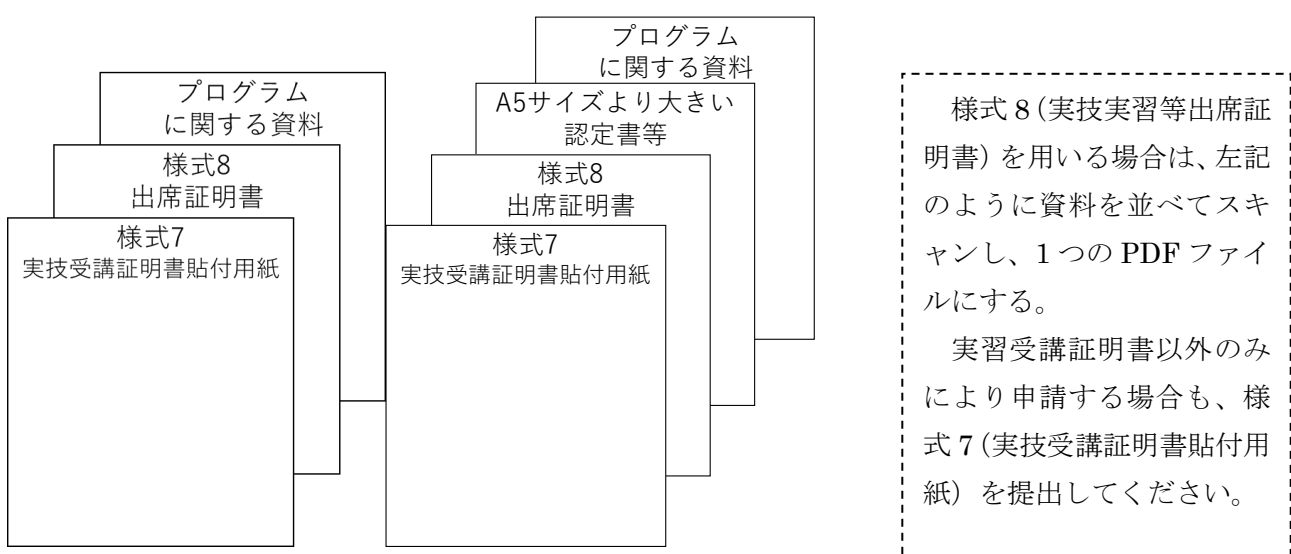 プログラム
に関する資料
様式8
出席証明書
様式7
実技受講証明書貼付用紙
プログラム
に関する資料
A5サイズより大きい
認定書等
様式8
出席証明書
様式7
実技受講証明書貼付用紙
様式 8（実技実習等出席証
明書）を用いる場合は、左記
のように資料を並べてスキ
ャンし、1 つの PDF ファイ
ルにする。
実習受講証明書以外のみ
により申請する場合も、様
式 7（実技受講証明書貼付用
紙）を提出してください。